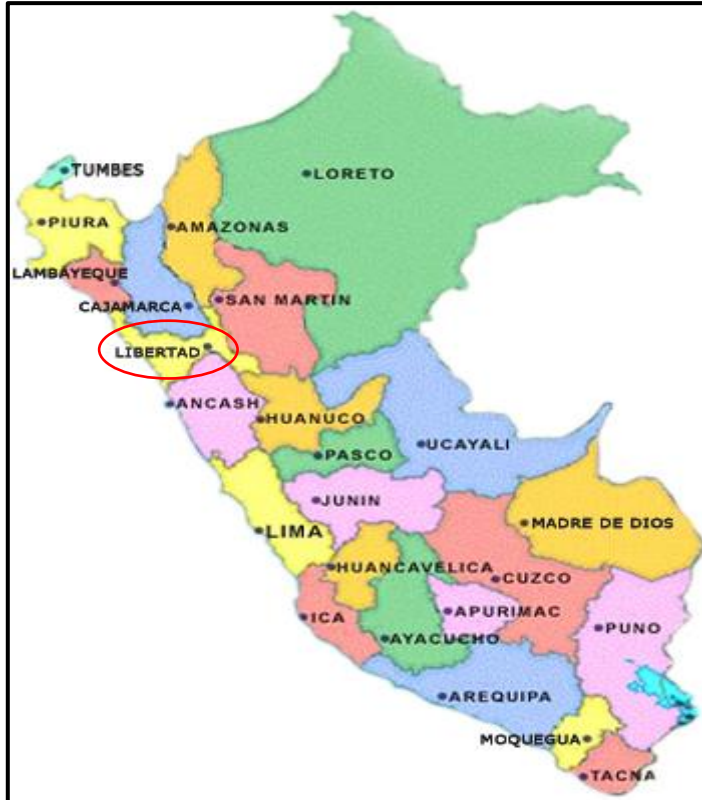 TUMBES
LORETO
PIURA
AMAZONAS
LAMBAYEQUE
SAN MARTIN
CAJAMARCA
LIBERTAD
ANCASH
HUANUCO
UCAYALI
PASCO
JUNIN
MADRE DE DIOS
LIMA
HUANCAVELICA
CUZCO
ICA
APURIMAC
PUNO
AYACUCHO
AREQUIPA
MOQUEGUA
TACNA